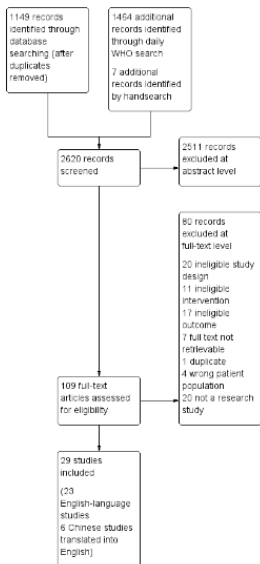 1149 records
identified through
database
searching (after
duplicates
removed)
1464 additional
records identified
through daily
WHO search
7 additional
records identified
by handsearch
2620 records
screened
2511 records
excluded at
abstract level
80 records
excluded at
full-text level
20 ineligible study
design
11 ineligible
intervention
17 ineligible
outcome
7 full text not
retrievable
1 duplicate
4 wrong patient
population
20 not a research
study
109 full-text
articles assessed
for eligibility
29 studies
included
(23
English-language
studies
6 Chinese studies
translated into
English)